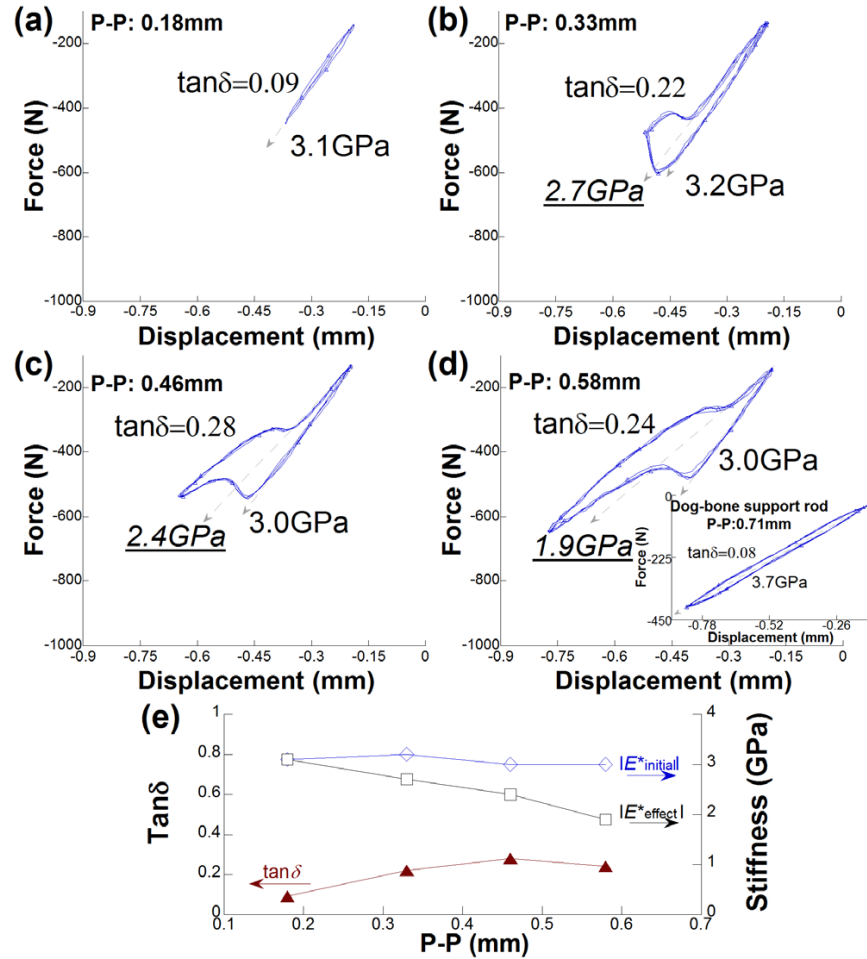 (a)
P-P: 0.18mm
tanδ=0.09
3.1GPa
-200
-400
-600
-800
-1000
Force (N)
-0.9 -0.75 -0.6 -0.45 -0.3 -0.15 0
Displacement (mm)
(b)
P-P: 0.33mm
tanδ=0.22
2.7GPa
3.2GPa
-200
-400
-600
-800
-1000
Force (N)
-0.9 -0.75 -0.6 -0.45 -0.3 -0.15 0
Displacement (mm)
(c)
P-P: 0.46mm
tanδ=0.28
2.4GPa
3.0GPa
-200
-400
-600
-800
-1000
Force (N)
-0.9 -0.75 -0.6 -0.45 -0.3 -0.15 0
Displacement (mm)
(d)
P-P: 0.58mm
tanδ=0.24
3.0GPa
1.9GPa
-200
-400
-600
-800
-1000
Force (N)
-0.9 -0.75 -0.6 -0.45 -0.3 -0.15 0
Displacement (mm)
Dog-bone support rod
P-P:0.71mm
tanδ=0.08
3.7GPa
0
-225
-450
Force (N)
-0.78 -0.52 -0.26
Displacement (mm)
(e)
1
0.8
0.6
0.4
0.2
0
Tanδ
4
3
2
1
0
Stiffness (GPa)
|E*initial|
|E*effect|
tanδ
0.1 0.2 0.3 0.4 0.5 0.6 0.7
P-P (mm)